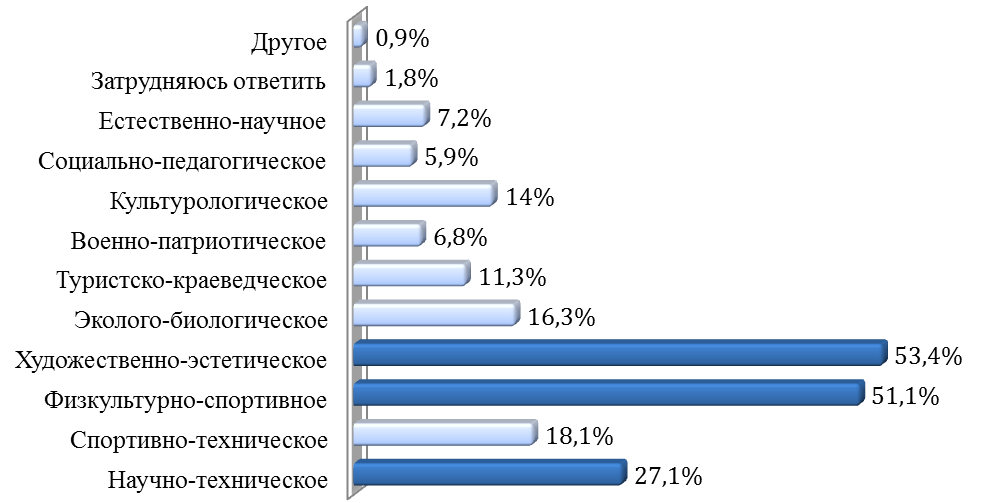 Другое 0,9%
Затрудняюсь ответить 1,8%
Естественно-научное 7,2%
Социально-педагогическое 5,9%
Культурологическое 14%
Военно-патриотическое 6,8%
Туристско-краеведческое 11,3%
Эколого-биологическое 16,3%
Художественно-эстетическое 53,4%
Физкультурно-спортивное 51,1%
Спортивно-техническое 18,1%
Научно-техническое 27,1%